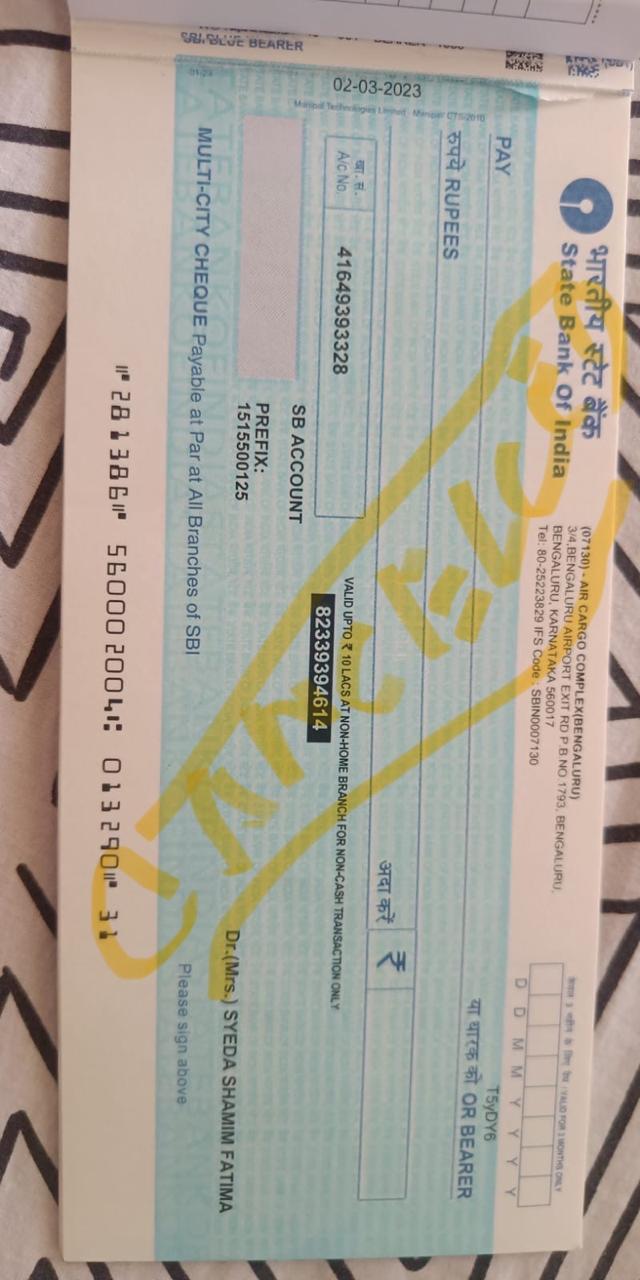 SBI BLUE BEARER
भारतीय स्टेट बैंक
State Bank Of India
(07130) - AIR CARGO COMPLEX(BENGALURU)
3/4,BENGALURU AIRPORT EXIT RD P.B.NO 1793, BENGALURU,
BENGALURU, KARNATAKA 560017
Tel: 80-25223829 IFS Code : SBIN0007130
VALID FOR 3 MONTHS ONLY
D D M M Y Y Y Y
T5yDY6
PAY
या धारक को OR BEARER
रुपये RUPEES
अदा करें ₹
02-03-2023
Manipal Technologies Limited - Manipal/ CTS-2010
खा. सं.
A/c No.
41649393328
VALID UPTO ₹ 10 LACS AT NON-HOME BRANCH FOR NON-CASH TRANSACTION ONLY
82339394614
SB ACCOUNT
PREFIX:
1515500125
Dr.(Mrs.) SYEDA SHAMIM FATIMA
01/23
MULTI-CITY CHEQUE Payable at Par at All Branches of SBI
Please sign above
⑈281386⑈ 560002004⑆ 013290⑈ 31
CANCELLED